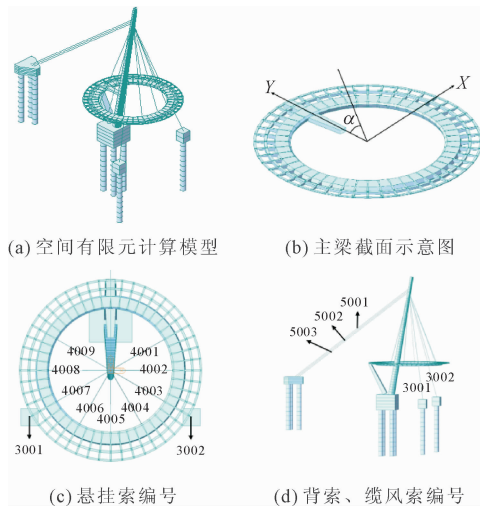 Y
X
α
(a) 空间有限元计算模型
(b) 主梁截面示意图
4009
4001
4008
4002
4007
4003
4006
4004
4005
3001
3002
(c) 悬挂索编号
5001
5002
5003
3002
3001
(d) 背索、缆风索编号